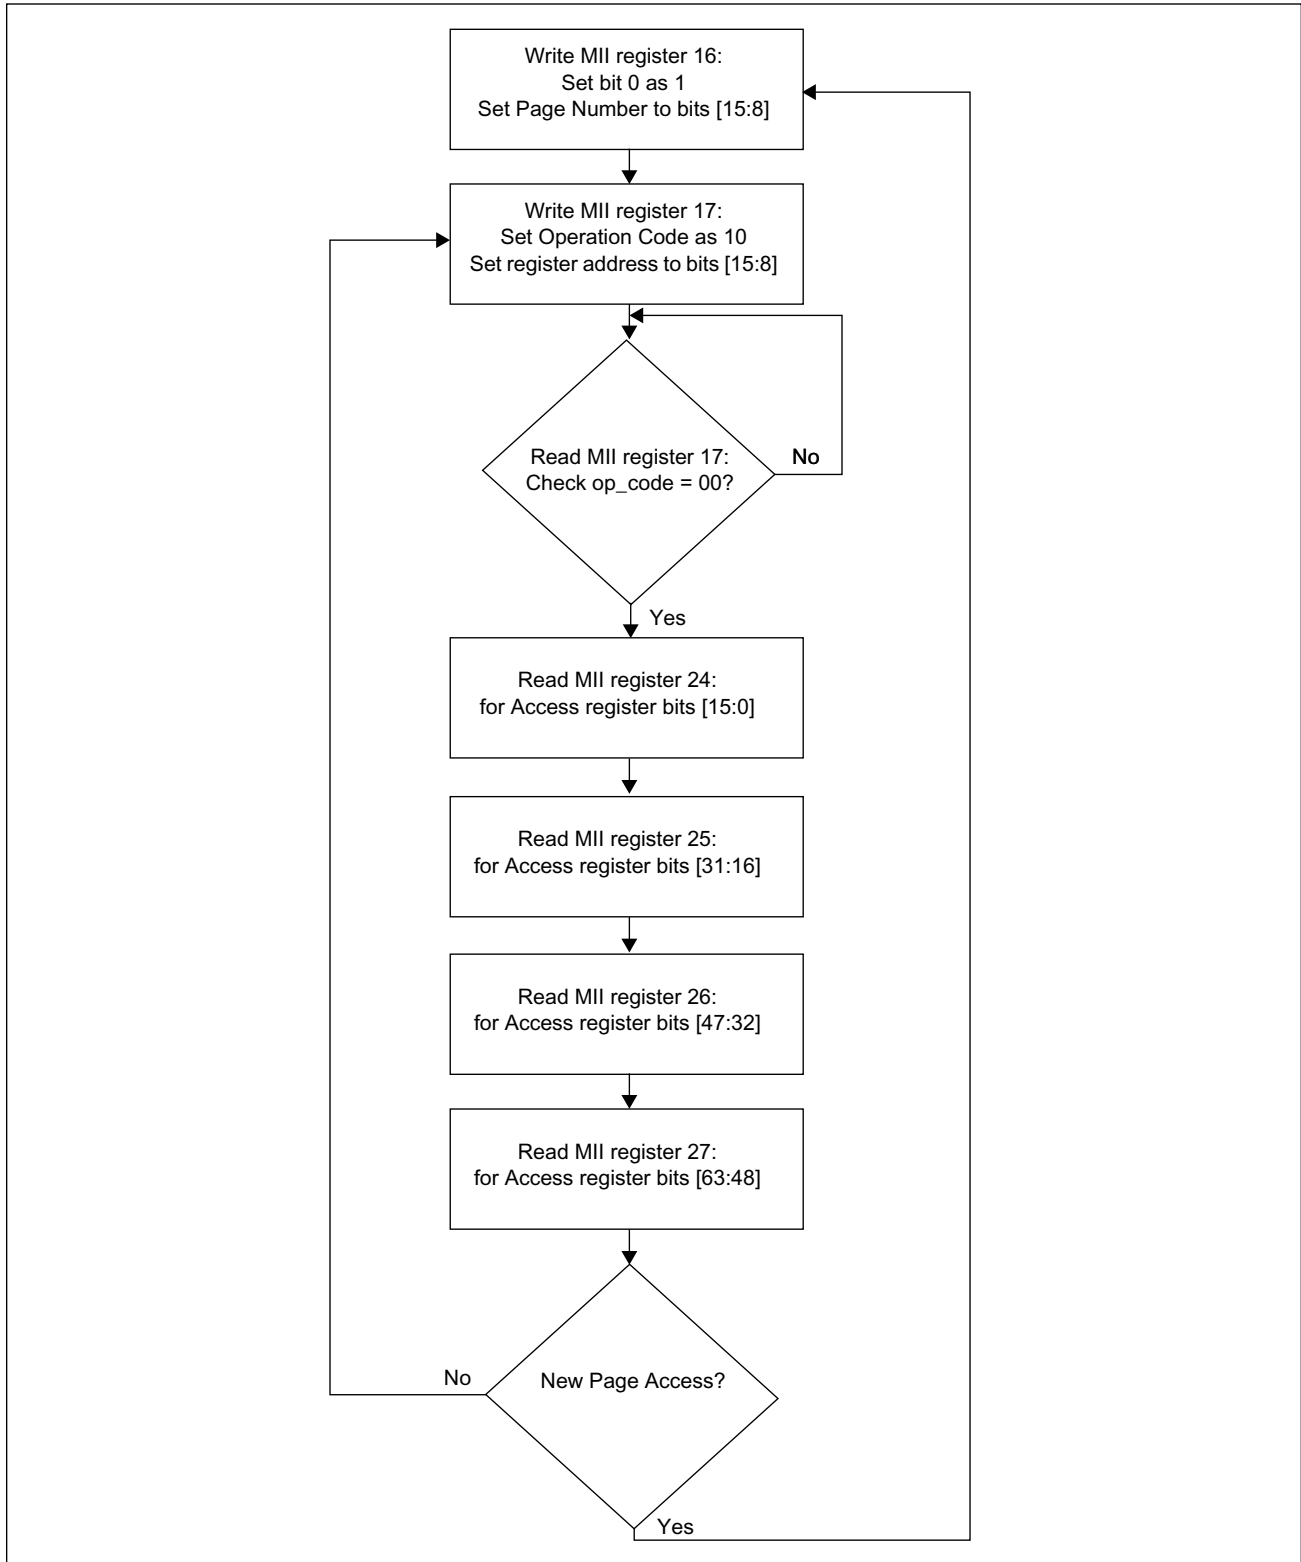 Write MII register 16:
Set bit 0 as 1
Set Page Number to bits [15:8]
Write MII register 17:
Set Operation Code as 10
Set register address to bits [15:8]
Read MII register 17:
Check op_code = 00?
No
Yes
Read MII register 24:
for Access register bits [15:0]
Read MII register 25:
for Access register bits [31:16]
Read MII register 26:
for Access register bits [47:32]
Read MII register 27:
for Access register bits [63:48]
No
New Page Access?
Yes